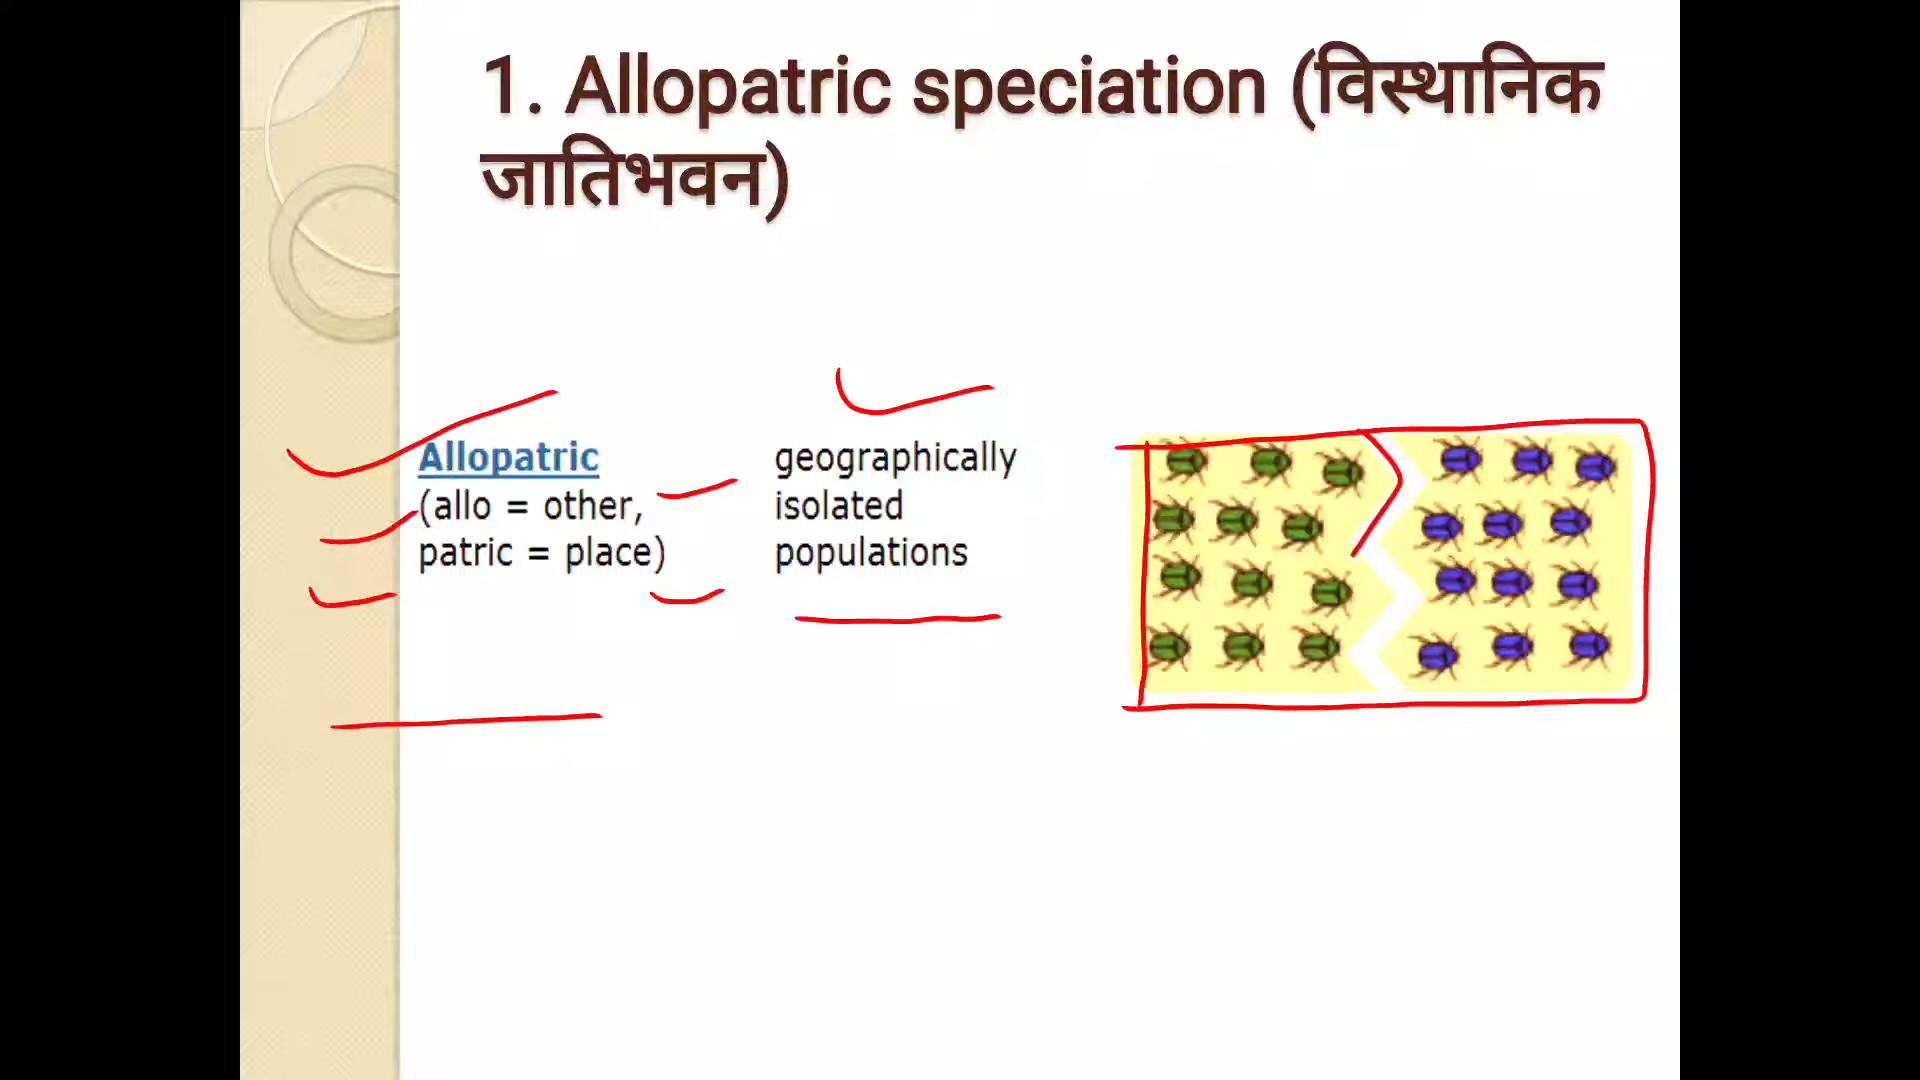 1. Allopatric speciation (विस्थानिक
जातिभवन)
Allopatric
(allo = other,
patric = place)
geographically
isolated
populations